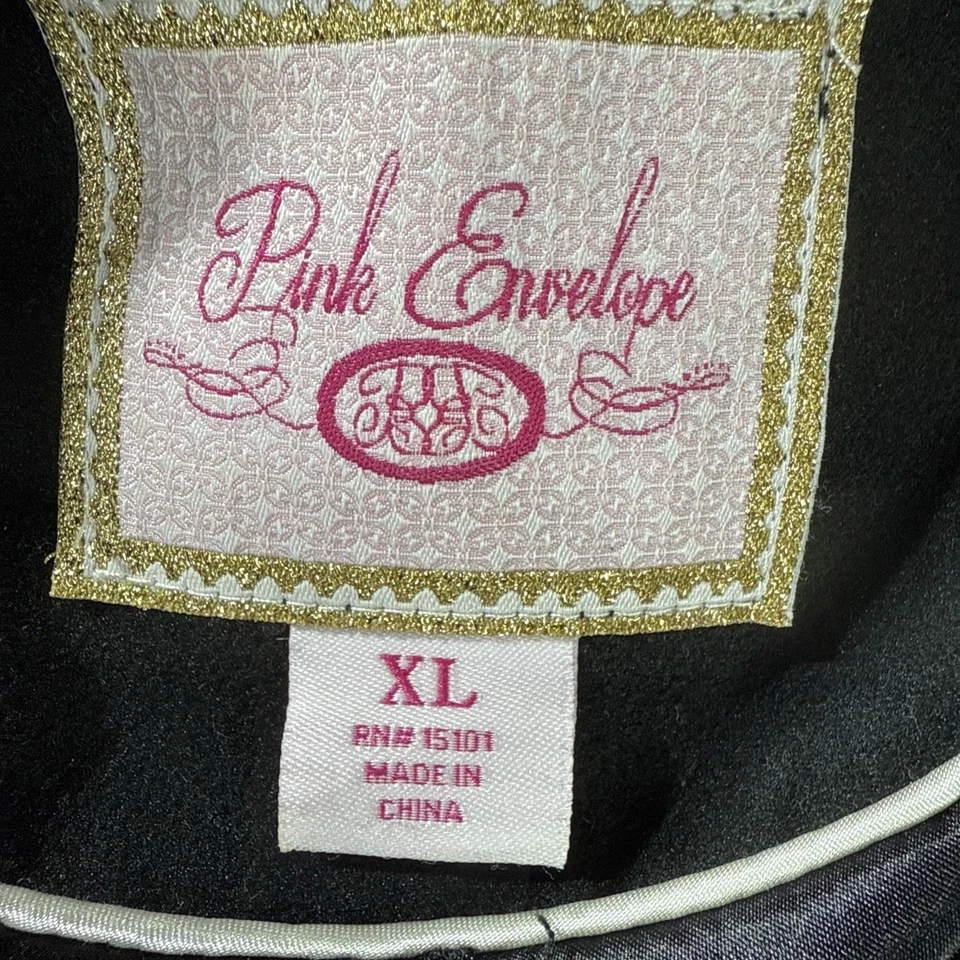 Pink Envelope
XL
RN# 15101
MADE IN
CHINA